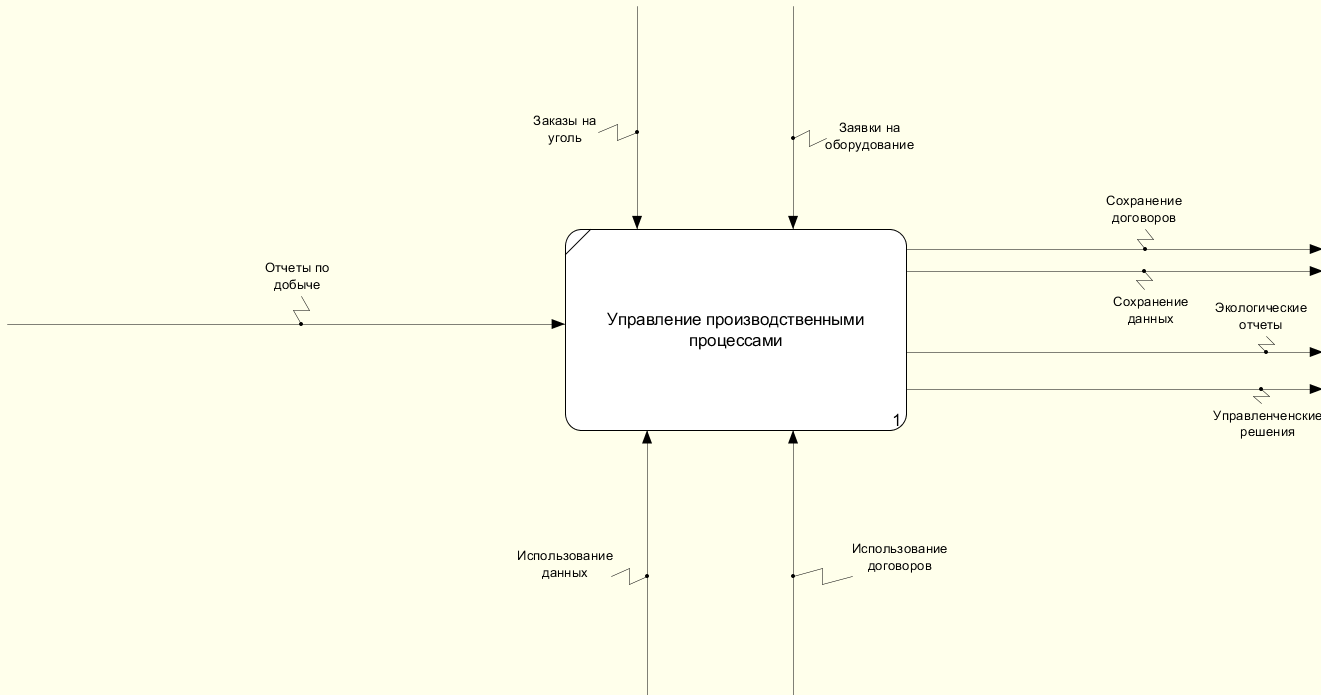 Заказы на
уголь
Заявки на
оборудование
Сохранение
договоров
Отчеты по
добыче
Сохранение
данных
Экологические
отчеты
Управление производственными
процессами
1
Управленченские
решения
Использование
данных
Использование
договоров